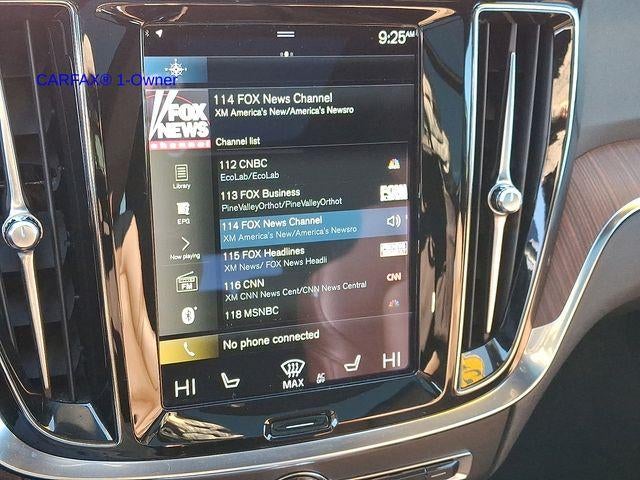 9:25AM
CARFAX® 1-Owner
FOX
NEWS
channel
114 FOX News Channel
XM America's New/America's Newsro
Channel list
112 CNBC
EcoLab/EcoLab
113 FOX Business
PineValleyOrthot/PineValleyOrthot
114 FOX News Channel
XM America's New/America's Newsro
115 FOX Headlines
XM News/ FOX News Headli
116 CNN
XM CNN News Cent/CNN News Central
CNN
118 MSNBC
Library
EPG
Now playing
FM
No phone connected
HI
MAX
AC
OFF
HI